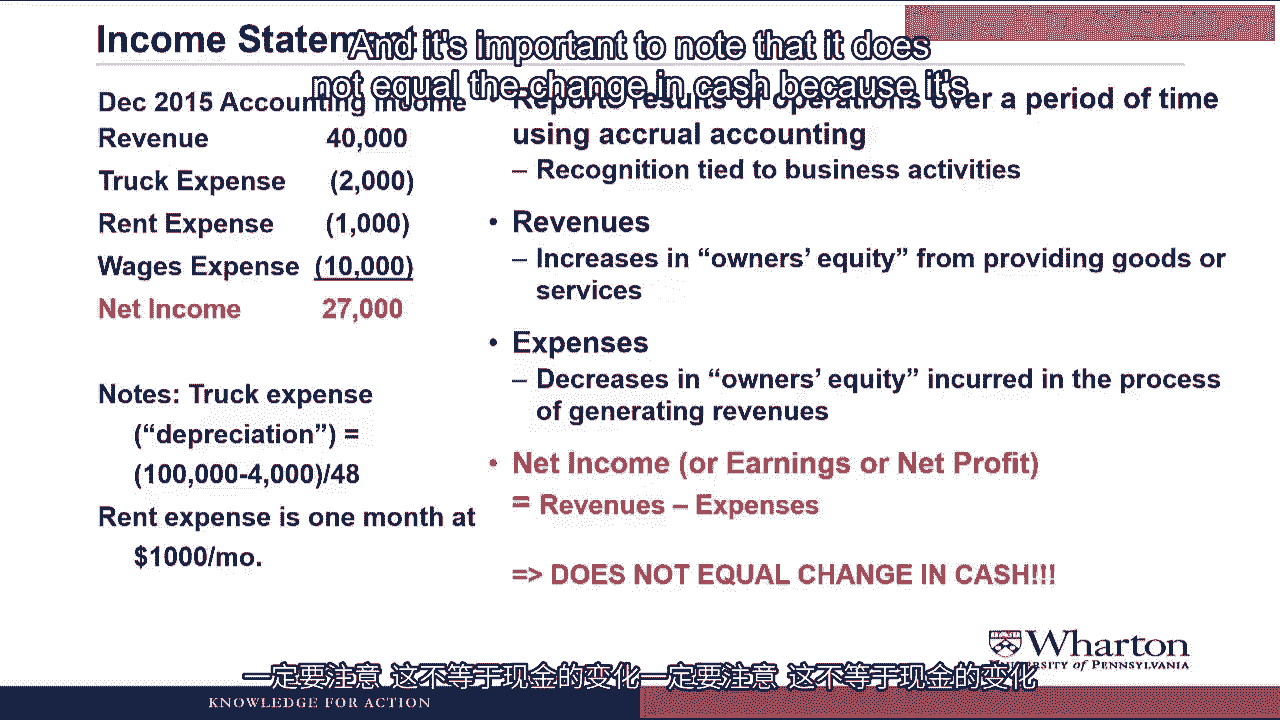 Income Statement
And it's important to note that it does
not equal the change in cash because it's
Dec 2015 Accounting Income
Revenue 40,000
Truck Expense (2,000)
Rent Expense (1,000)
Wages Expense (10,000)
Net Income 27,000
Notes: Truck expense
(“depreciation”) =
(100,000-4,000)/48
Rent expense is one month at
$1000/mo.
• Reports results of operations over a period of time
using accrual accounting
– Recognition tied to business activities
• Revenues
– Increases in “owners’ equity” from providing goods or
services
• Expenses
– Decreases in “owners’ equity” incurred in the process
of generating revenues
• Net Income (or Earnings or Net Profit)
= Revenues – Expenses
=> DOES NOT EQUAL CHANGE IN CASH!!!
Wharton
UNIVERSITY of PENNSYLVANIA
一定要注意 这不等于现金的变化一定要注意 这不等于现金的变化
KNOWLEDGE FOR ACTION